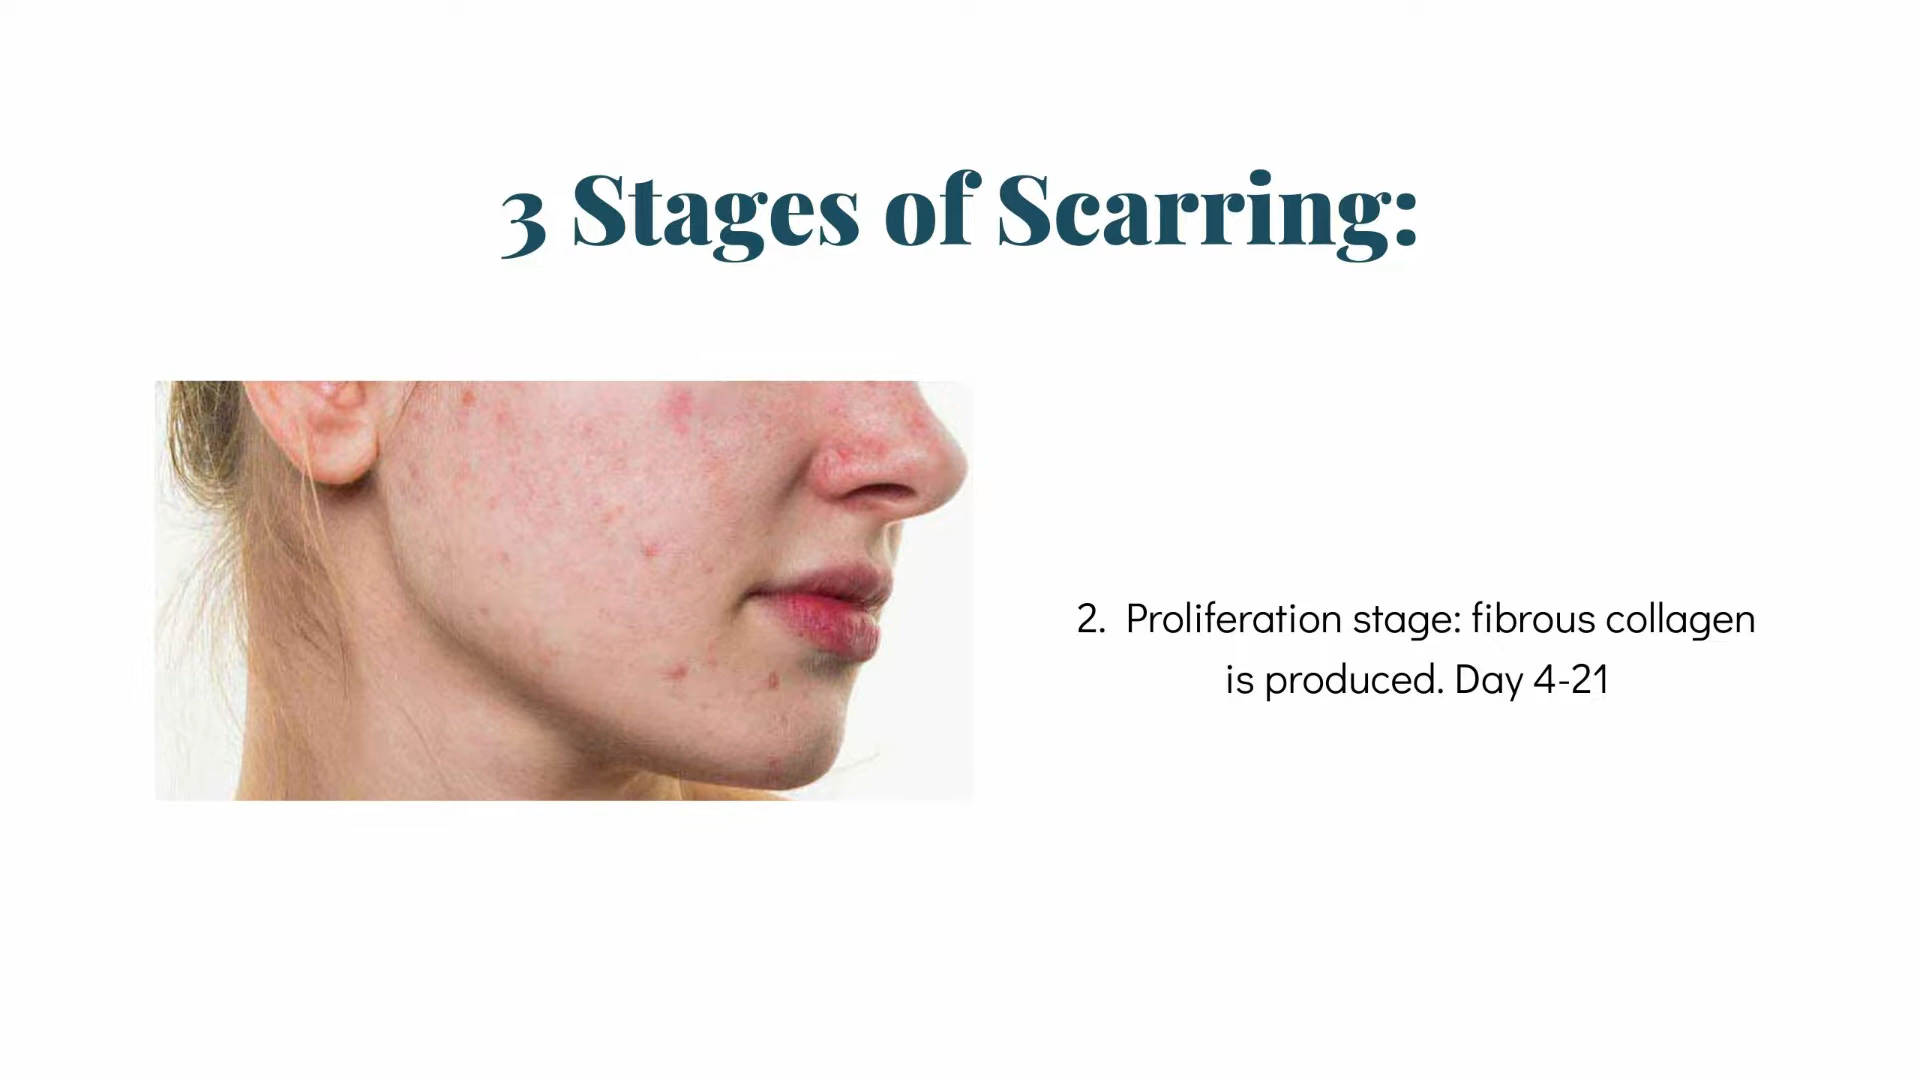 3 Stages of Scarring:
2. Proliferation stage: fibrous collagen
is produced. Day 4-21